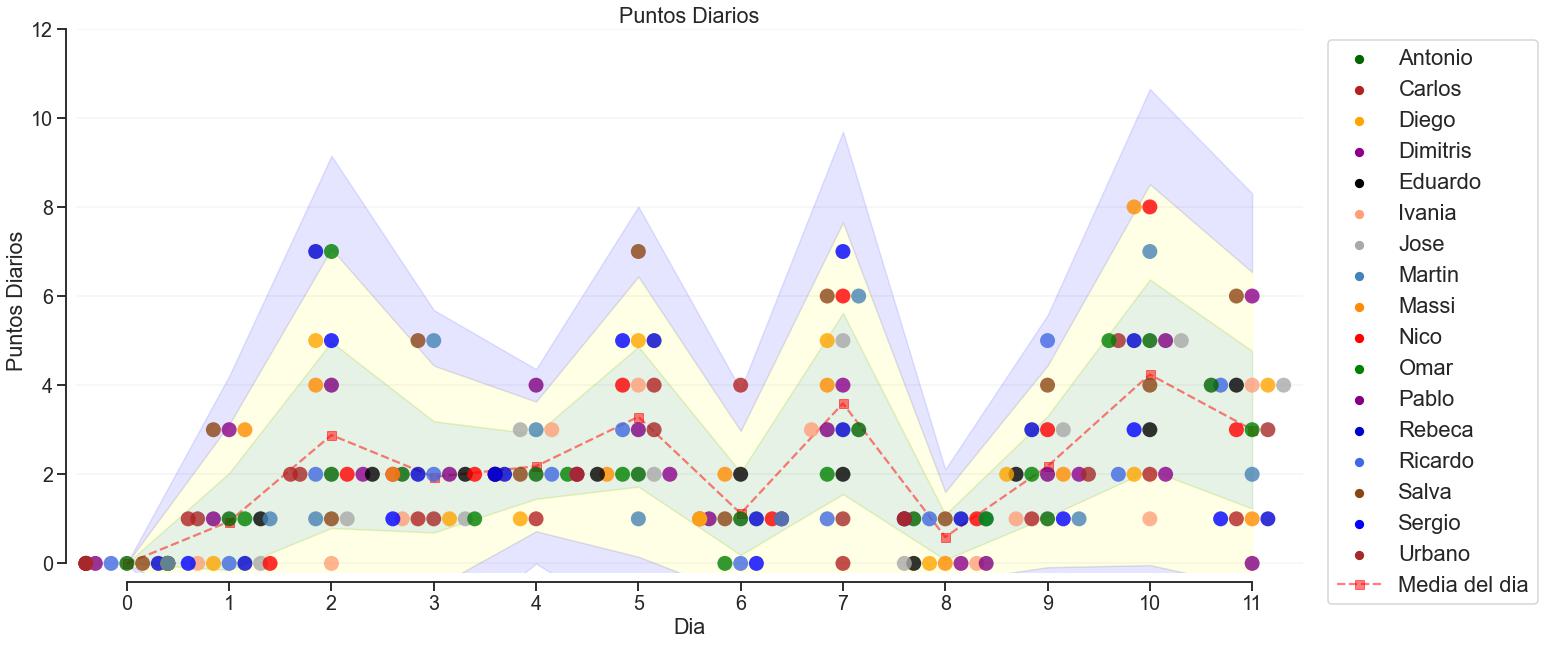 Puntos Diarios
12
10
8
6
4
2
0
Puntos Diarios
0 1 2 3 4 5 6 7 8 9 10 11
Dia
Antonio
Carlos
Diego
Dimitris
Eduardo
Ivania
Jose
Martin
Massi
Nico
Omar
Pablo
Rebeca
Ricardo
Salva
Sergio
Urbano
Media del dia